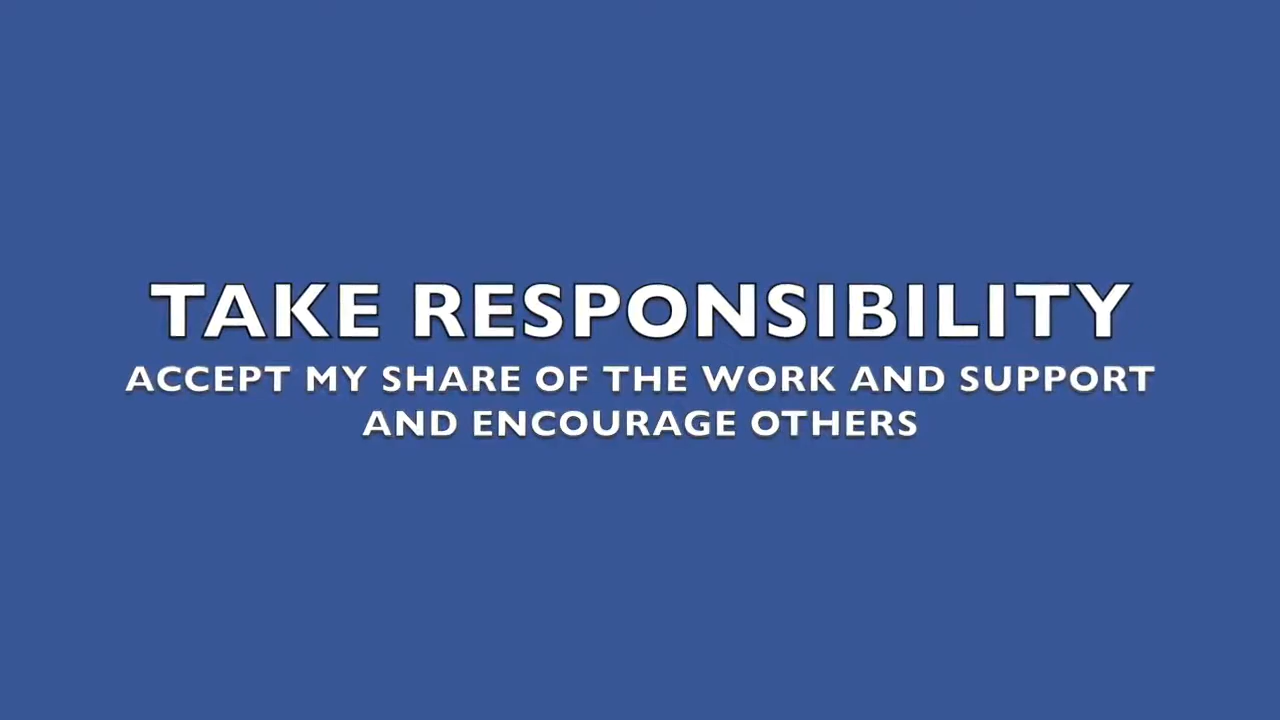 TAKE RESPONSIBILITY
ACCEPT MY SHARE OF THE WORK AND SUPPORT
AND ENCOURAGE OTHERS